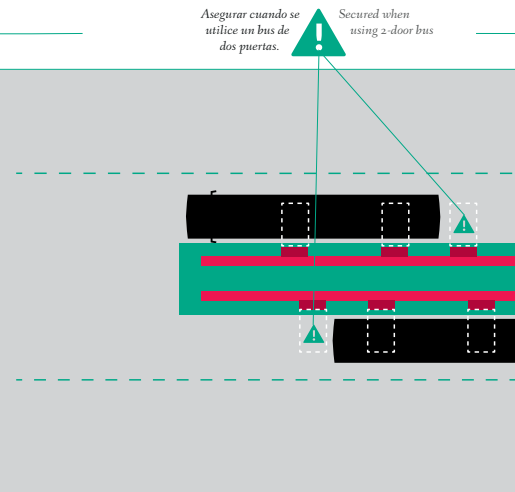 Asegurar cuando se
utilice un bus de
dos puertas.
Secured when
using 2-door bus